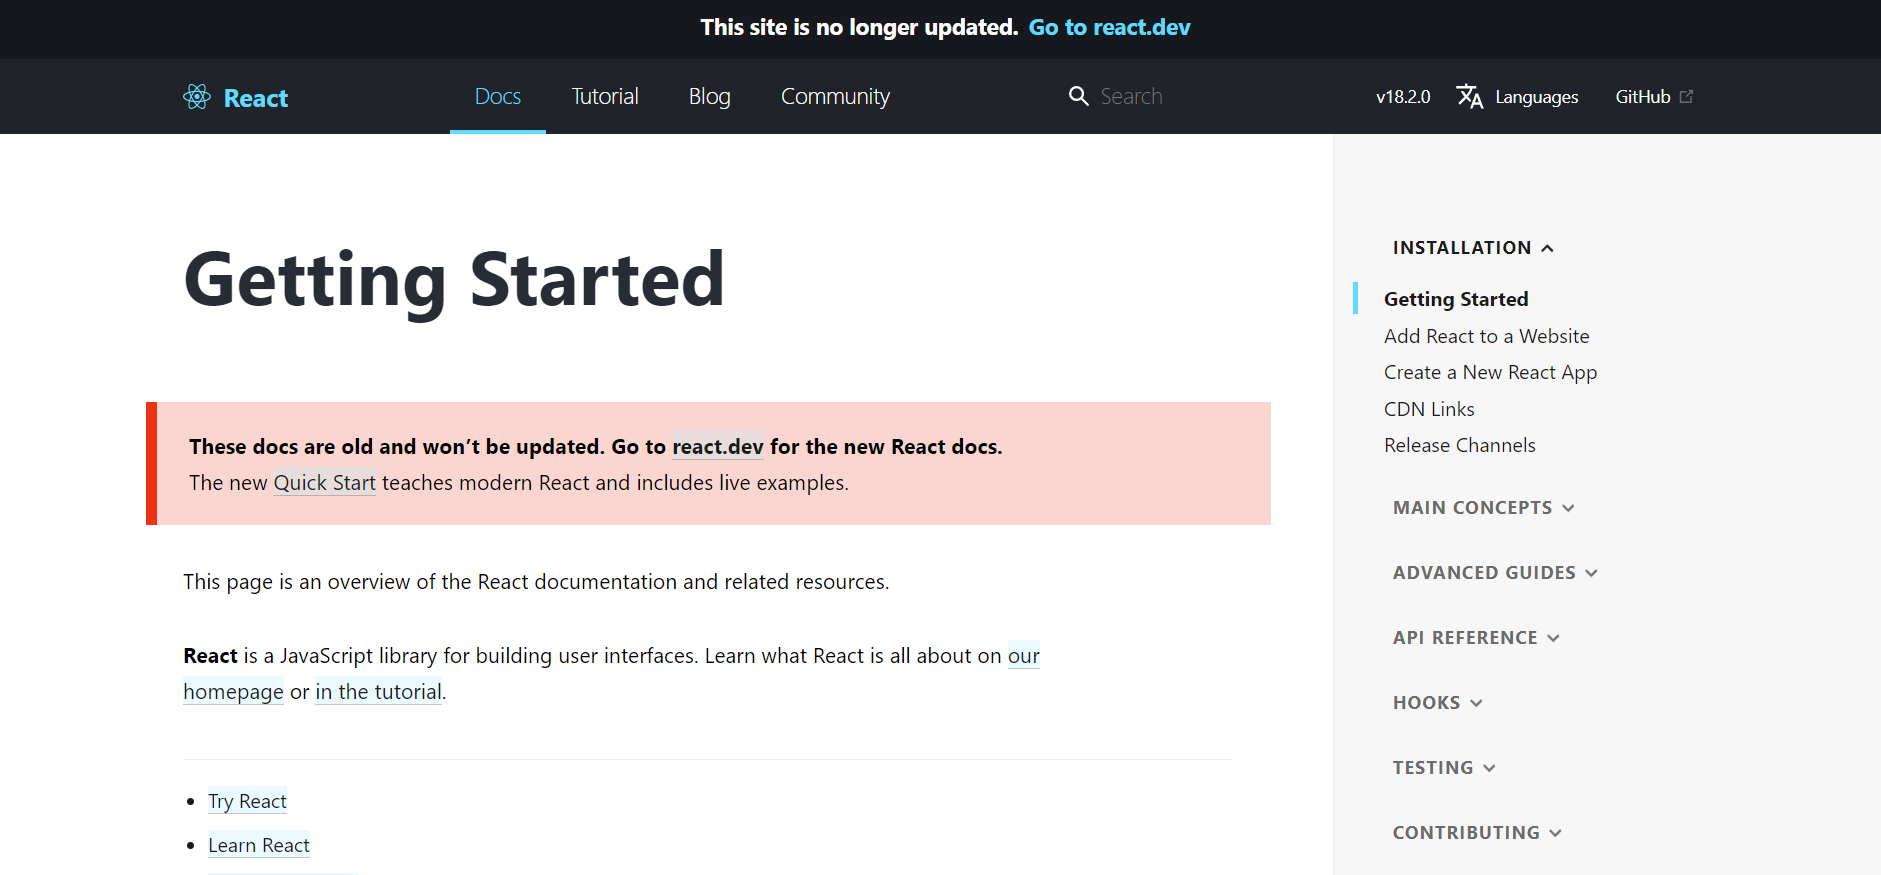 This site is no longer updated. Go to react.dev
React
Docs
Tutorial
Blog
Community
Search
v18.2.0
Languages
GitHub
Getting Started
These docs are old and won’t be updated. Go to react.dev for the new React docs.
The new Quick Start teaches modern React and includes live examples.
This page is an overview of the React documentation and related resources.
React is a JavaScript library for building user interfaces. Learn what React is all about on our
homepage or in the tutorial.
Try React
Learn React
INSTALLATION
Getting Started
Add React to a Website
Create a New React App
CDN Links
Release Channels
MAIN CONCEPTS
ADVANCED GUIDES
API REFERENCE
HOOKS
TESTING
CONTRIBUTING